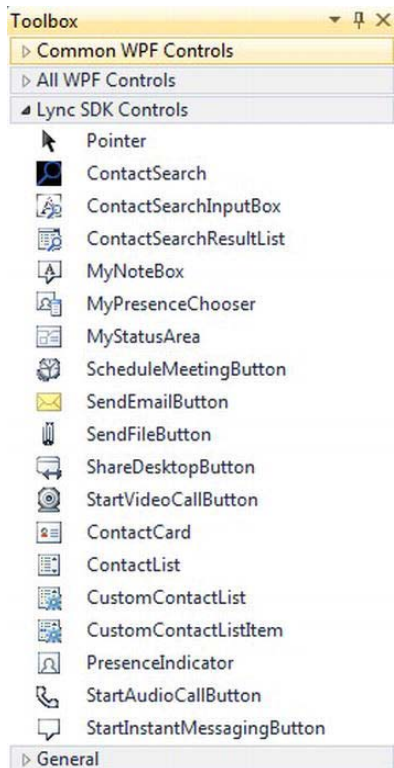 Toolbox
Common WPF Controls
All WPF Controls
Lync SDK Controls
Pointer
ContactSearch
ContactSearchInputBox
ContactSearchResultList
MyNoteBox
MyPresenceChooser
MyStatusArea
ScheduleMeetingButton
SendEmailButton
SendFileButton
ShareDesktopButton
StartVideoCallButton
ContactCard
ContactList
CustomContactList
CustomContactListItem
PresenceIndicator
StartAudioCallButton
StartInstantMessagingButton
General